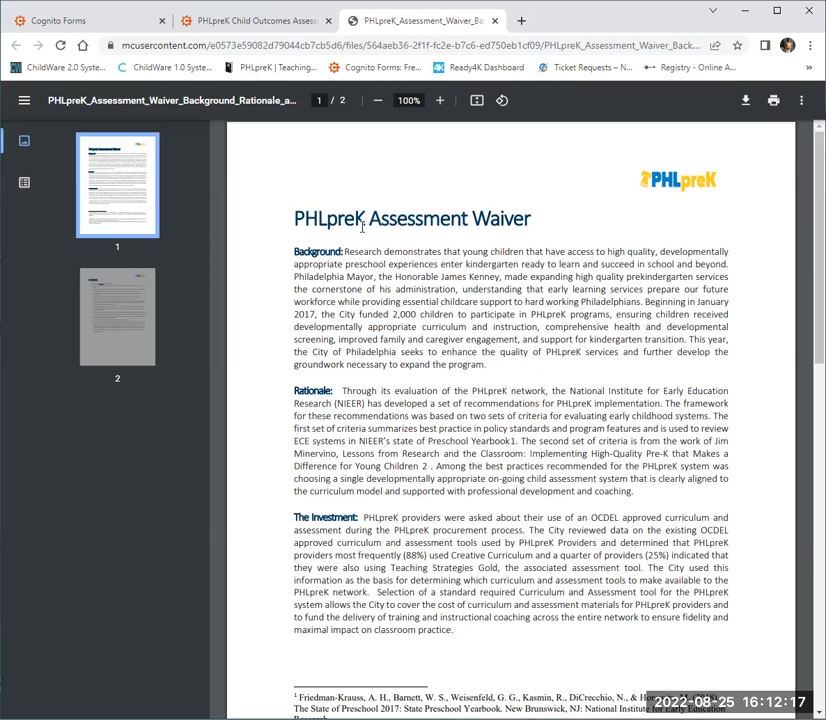 Cognito Forms
PHLpreK Child Outcomes Assess
PHLpreK_Assessment_Waiver_Bac
mcusercontent.com/e0573e59082d79044cb7cb5d6/files/564aeb36-2f1f-fc2e-b7c6-ed750eb1cf09/PHLpreK_Assessment_Waiver_Back...
ChildWare 2.0 Syste...
ChildWare 1.0 System...
PHLpreK | Teaching...
Cognito Forms: Fre...
Ready4K Dashboard
Ticket Requests – N...
Registry - Online A...
PHLpreK_Assessment_Waiver_Background_Rationale_a...
1 / 2
100%
1
2
PHLpreK
PHLpreK Assessment Waiver
Background: Research demonstrates that young children that have access to high quality, developmentally
appropriate preschool experiences enter kindergarten ready to learn and succeed in school and beyond.
Philadelphia Mayor, the Honorable James Kenney, made expanding high quality prekindergarten services
the cornerstone of his administration, understanding that early learning services prepare our future
workforce while providing essential childcare support to hard working Philadelphians. Beginning in January
2017, the City funded 2,000 children to participate in PHLpreK programs, ensuring children received
developmentally appropriate curriculum and instruction, comprehensive health and developmental
screening, improved family and caregiver engagement, and support for kindergarten transition. This year,
the City of Philadelphia seeks to enhance the quality of PHLpreK services and further develop the
groundwork necessary to expand the program.
Rationale: Through its evaluation of the PHLpreK network, the National Institute for Early Education
Research (NIEER) has developed a set of recommendations for PHLpreK implementation. The framework
for these recommendations was based on two sets of criteria for evaluating early childhood systems. The
first set of criteria summarizes best practice in policy standards and program features and is used to review
ECE systems in NIEER's state of Preschool Yearbook1. The second set of criteria is from the work of Jim
Minervino, Lessons from Research and the Classroom: Implementing High-Quality Pre-K that Makes a
Difference for Young Children 2 . Among the best practices recommended for the PHLpreK system was
choosing a single developmentally appropriate on-going child assessment system that is clearly aligned to
the curriculum model and supported with professional development and coaching.
The Investment: PHLpreK providers were asked about their use of an OCDEL approved curriculum and
assessment during the PHLpreK procurement process. The City reviewed data on the existing OCDEL
approved curriculum and assessment tools used by PHLpreK Providers and determined that PHLpreK
providers most frequently (88%) used Creative Curriculum and a quarter of providers (25%) indicated that
they were also using Teaching Strategies Gold, the associated assessment tool. The City used this
information as the basis for determining which curriculum and assessment tools to make available to the
PHLpreK network. Selection of a standard required Curriculum and Assessment tool for the PHLpreK
system allows the City to cover the cost of curriculum and assessment materials for PHLpreK providers and
to fund the delivery of training and instructional coaching across the entire network to ensure fidelity and
maximal impact on classroom practice.
1 Friedman-Krauss, A. H., Barnett, W. S., Weisenfeld, G. G., Kasmin, R., DiCrecchio, N., &
The State of Preschool 2017: State Preschool Yearbook. New Brunswick, NJ: National Institute for Early Education
2022-08-25 16:12:17